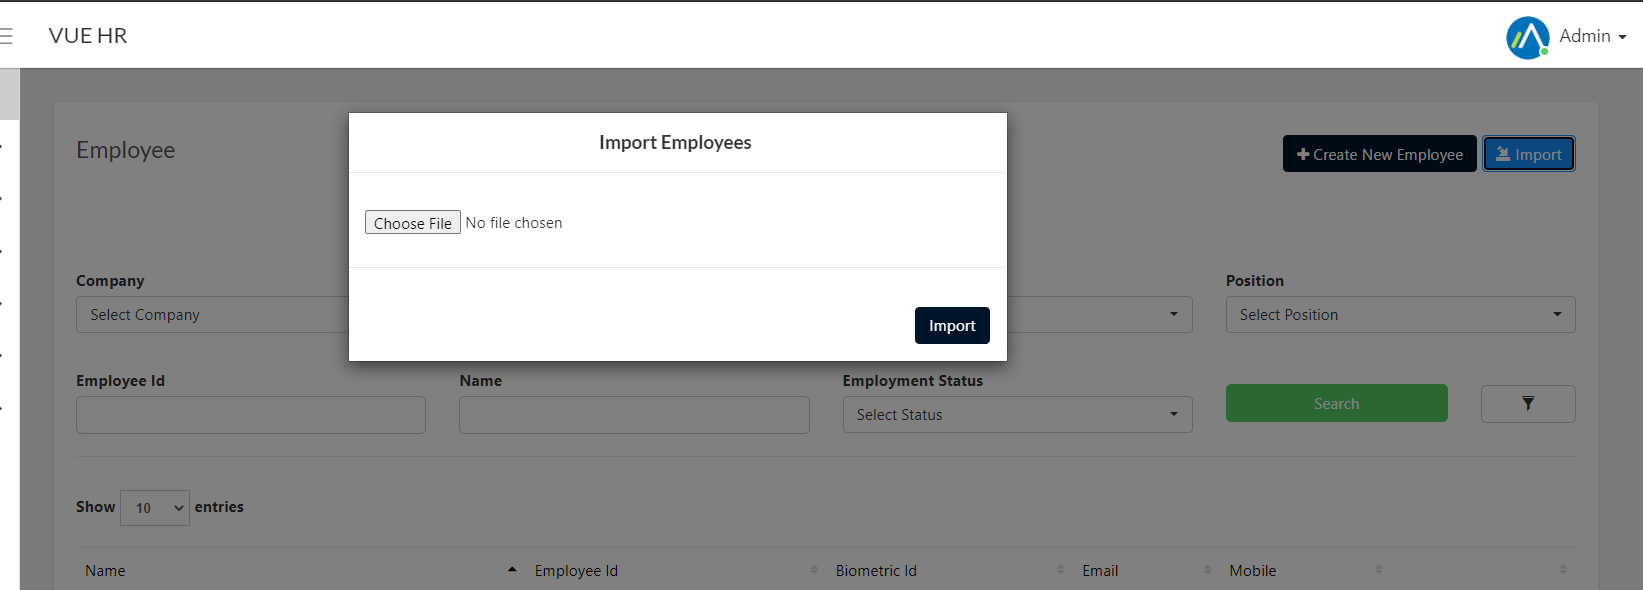 VUE HR
Admin
Import Employees
Employee
Create New Employee
Import
Choose File No file chosen
Company
Position
Select Company
Select Position
Import
Employee Id
Name
Employment Status
Select Status
Search
Show 10 entries
Name
Employee Id
Biometric Id
Email
Mobile